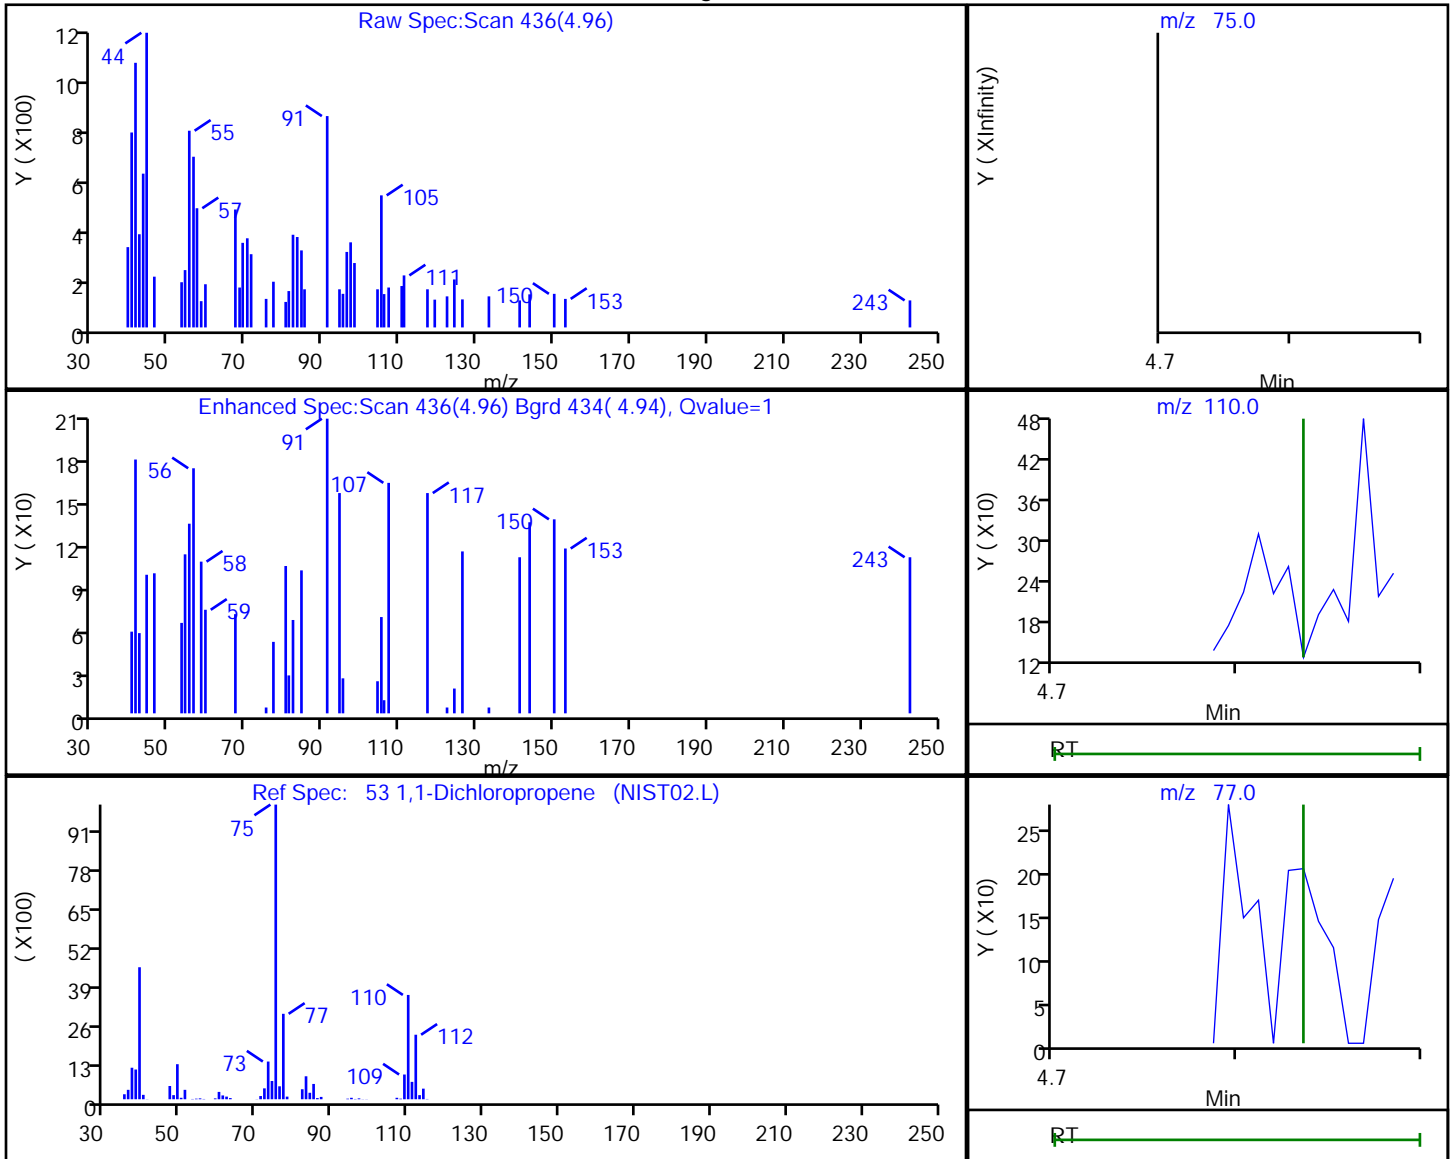 Raw Spec:Scan 436(4.96)
Y ( X100)
12
10
8
6
4
2
0
44
55
57
91
105
111
150
153
243
30 50 70 90 110 130 150 170 190 210 230 250
m/z
m/z 75.0
Y ( XInfinity)
4.7
Min
Enhanced Spec:Scan 436(4.96) Bgrd 434( 4.94), Qvalue=1
Y ( X10)
21
18
15
12
9
6
3
0
56
58
59
91
107
117
150
153
243
30 50 70 90 110 130 150 170 190 210 230 250
m/z
m/z 110.0
Y ( X10)
48
42
36
30
24
18
12
4.7
Min
RT
Ref Spec: 53 1,1-Dichloropropene (NIST02.L)
( X100)
91
78
65
52
39
26
13
0
75
77
73
110
112
109
30 50 70 90 110 130 150 170 190 210 230 250
m/z 77.0
Y ( X10)
25
20
15
10
5
0
4.7
Min
RT